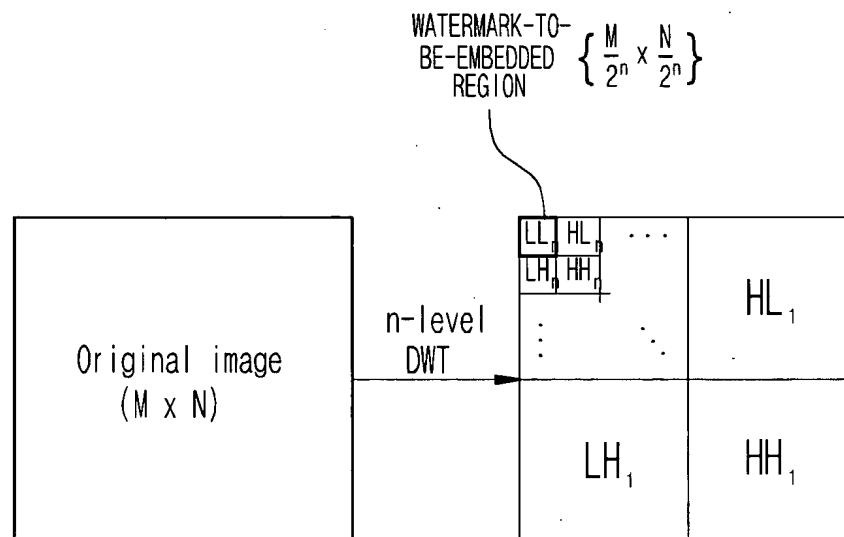 WATERMARK-TO-
BE-EMBEDDED
REGION
{ M/2ⁿ x N/2ⁿ }
LLₙ HLₙ ...
LHₙ HHₙ
HL₁
n-level
DWT
Original image
(M x N)
LH₁ HH₁